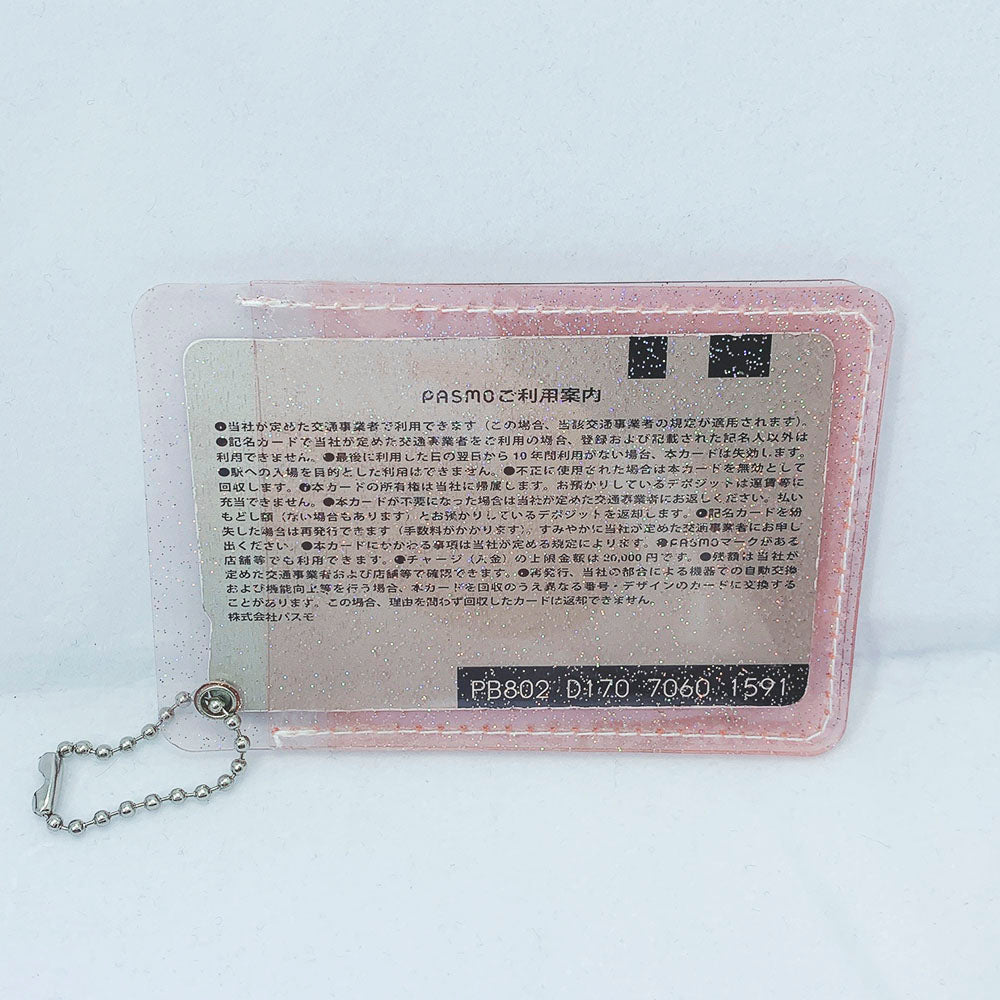 PASMOご利用案内
●当社が定めた交通事業者で利用できます（この場合、当該交通事業者の規定が適用されます）。
●記名カードで当社が定めた交通事業者をご利用の場合、登録および記載された記名人以外は
利用できません。●最後に利用した日の翌日から10年間利用がない場合、本カードは失効します。
●駅への入場を目的とした利用はできません。●不正に使用された場合は本カードを無効として
回収します。●本カードの所有権は当社に帰属します。お預かりしているデポジットは運賃等に
充当できません。●本カードが不要になった場合は当社が定めた交通事業者にお返しください。払い
もどし額（ない場合もあります）とお預かりしているデポジットを返却します。●記名カードを紛
失した場合は再発行できます（手数料がかかります）。すみやかに当社が定めた交通事業者にお申し
出ください。●本カードにかかわる事項は当社が定める規定によります。●PASMOマークがある
店舗等でも利用できます。●チャージ（入金）の上限金額は20,000円です。●残額は当社が
定めた交通事業者および店舗等で確認できます。●再発行、当社の都合による機器での自動交換
および機能向上等を行う場合、本カードを回収のうえ異なる番号・デザインのカードに交換する
ことがあります。この場合、理由を問わず回収したカードは返却できません。
株式会社パスモ
PB802 D170 7060 1591